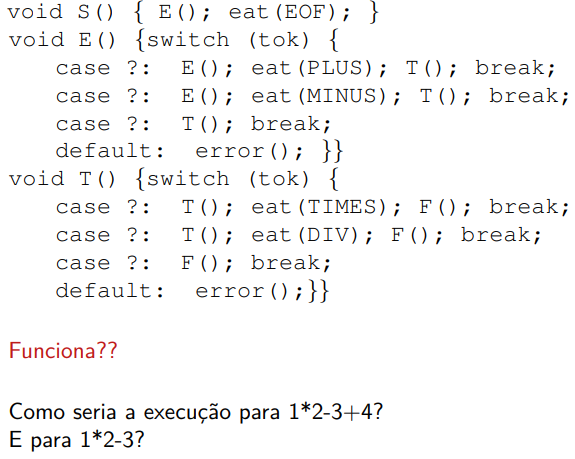 void S() { E(); eat(EOF); }
void E() {switch (tok) {
case ?: E(); eat(PLUS); T(); break;
case ?: E(); eat(MINUS); T(); break;
case ?: T(); break;
default: error(); }}
void T() {switch (tok) {
case ?: T(); eat(TIMES); F(); break;
case ?: T(); eat(DIV); F(); break;
case ?: F(); break;
default: error();}}
Funciona??
Como seria a execução para 1*2-3+4?
E para 1*2-3?